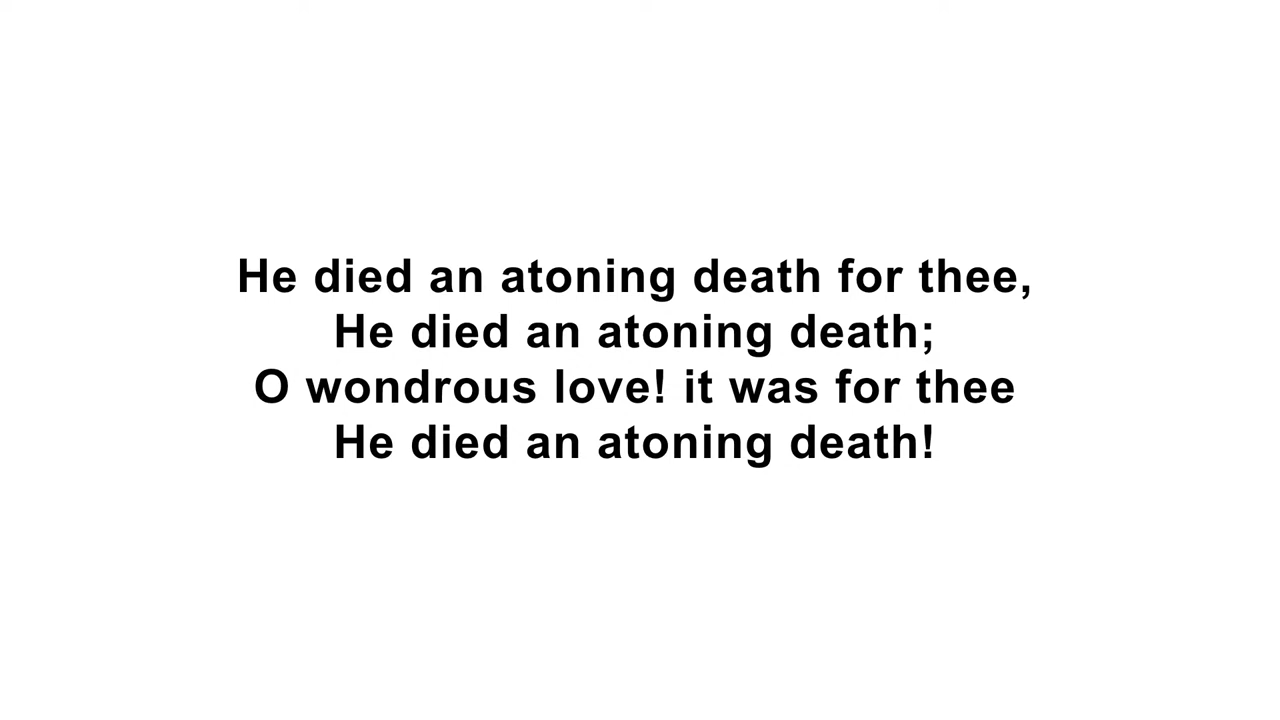 He died an atoning death for thee,
He died an atoning death;
O wondrous love! it was for thee
He died an atoning death!